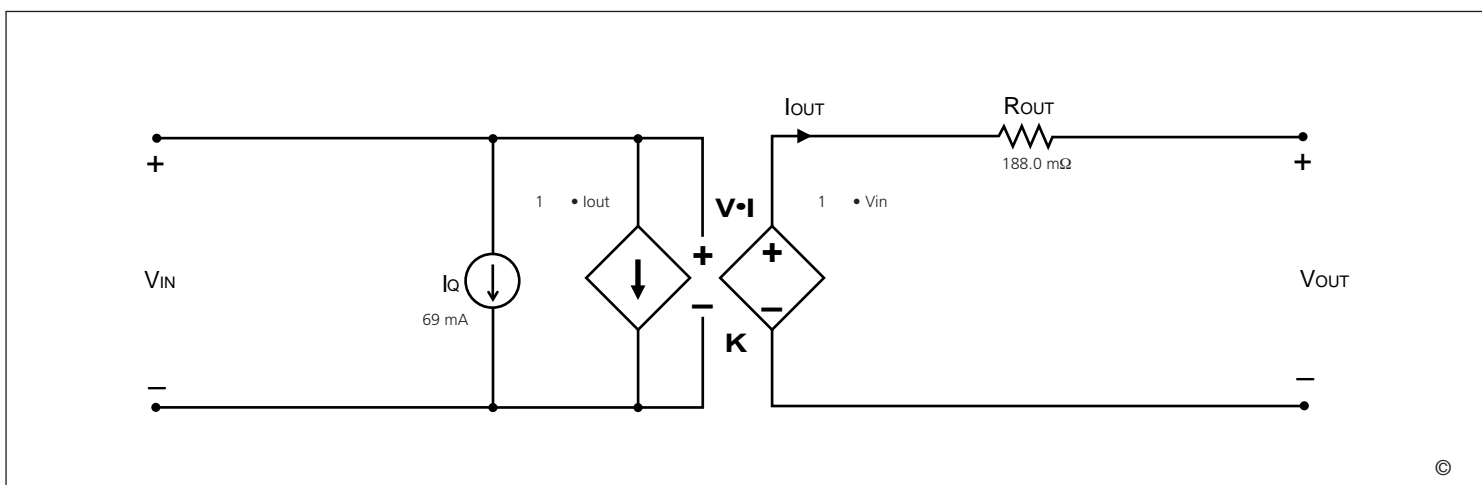 IOUT
ROUT
+
+
188.0 mΩ
1 • Iout
V•I
1 • Vin
+
+
VIN
IQ
VOUT
–
–
69 mA
K
–
–
©